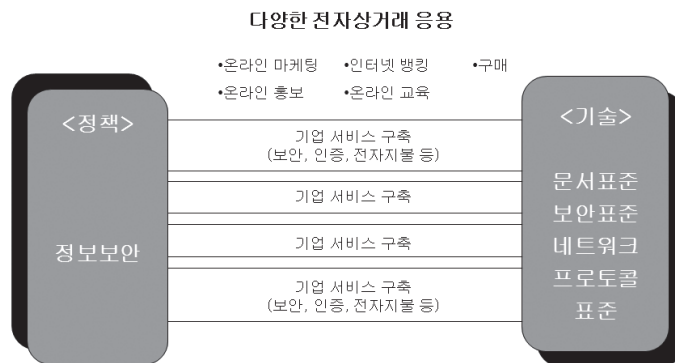 다양한 전자상거래 응용
•온라인 마케팅 •인터넷 뱅킹 •구매
•온라인 홍보 •온라인 교육
<정책>
정보보안
기업 서비스 구축
(보안, 인증, 전자지불 등)
기업 서비스 구축
기업 서비스 구축
기업 서비스 구축
(보안, 인증, 전자지불 등)
<기술>
문서표준
보안표준
네트워크
프로토콜
표준